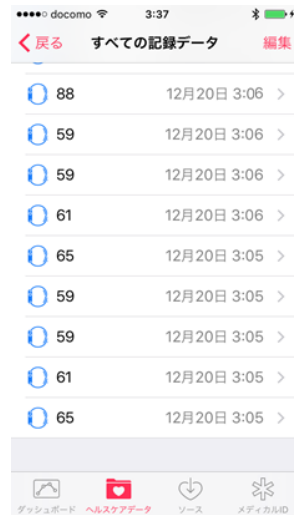 docomo 3:37
戻る すべての記録データ 編集
88 12月20日 3:06
59 12月20日 3:06
59 12月20日 3:06
61 12月20日 3:06
65 12月20日 3:05
59 12月20日 3:05
59 12月20日 3:05
61 12月20日 3:05
65 12月20日 3:05
ダッシュボード ヘルスケアデータ ソース メディカルID